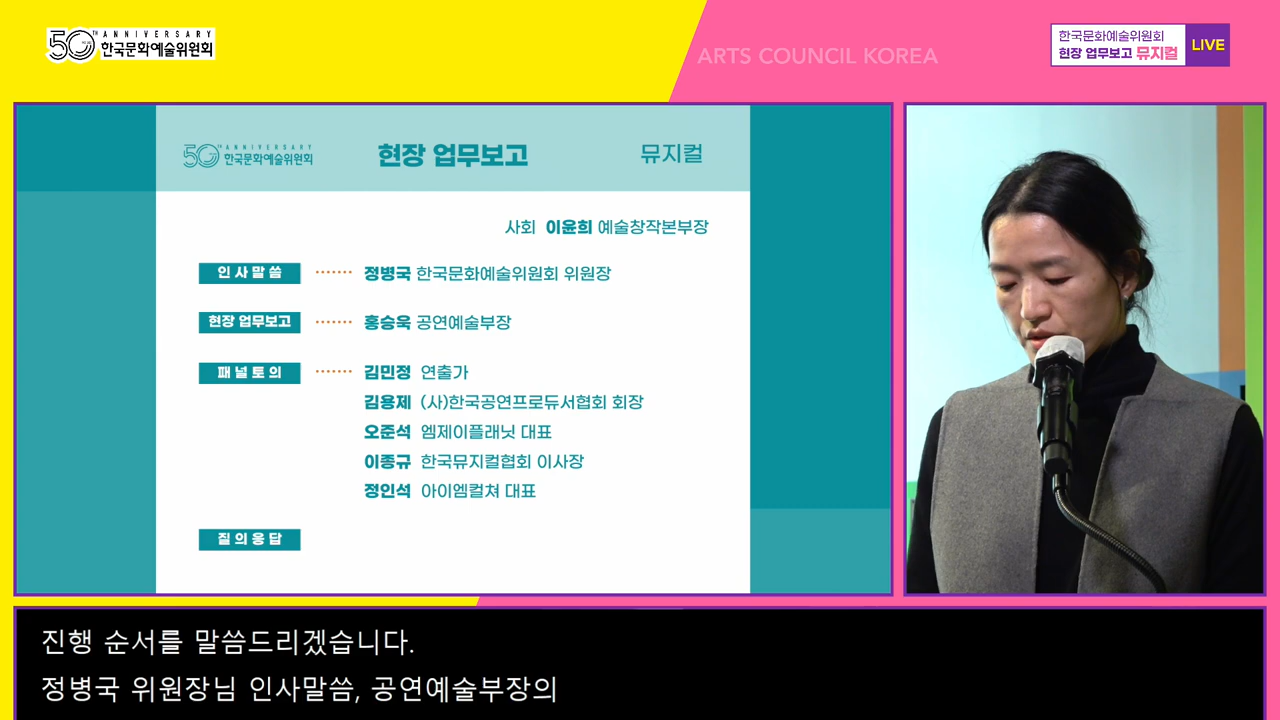 50TH ANNIVERSARY
한국문화예술위원회
ARTS COUNCIL KOREA
한국문화예술위원회
현장 업무보고 뮤지컬
LIVE
50TH ANNIVERSARY
한국문화예술위원회
현장 업무보고
뮤지컬
사회 이윤희 예술창작본부장
인사말씀 ······· 정병국 한국문화예술위원회 위원장
현장 업무보고 ······· 홍승욱 공연예술부장
패널토의 ······· 김민정 연출가
김용제 (사)한국공연프로듀서협회 회장
오준석 엠제이플래닛 대표
이종규 한국뮤지컬협회 이사장
정인석 아이엠컬쳐 대표
질의응답
진행 순서를 말씀드리겠습니다.
정병국 위원장님 인사말씀, 공연예술부장의